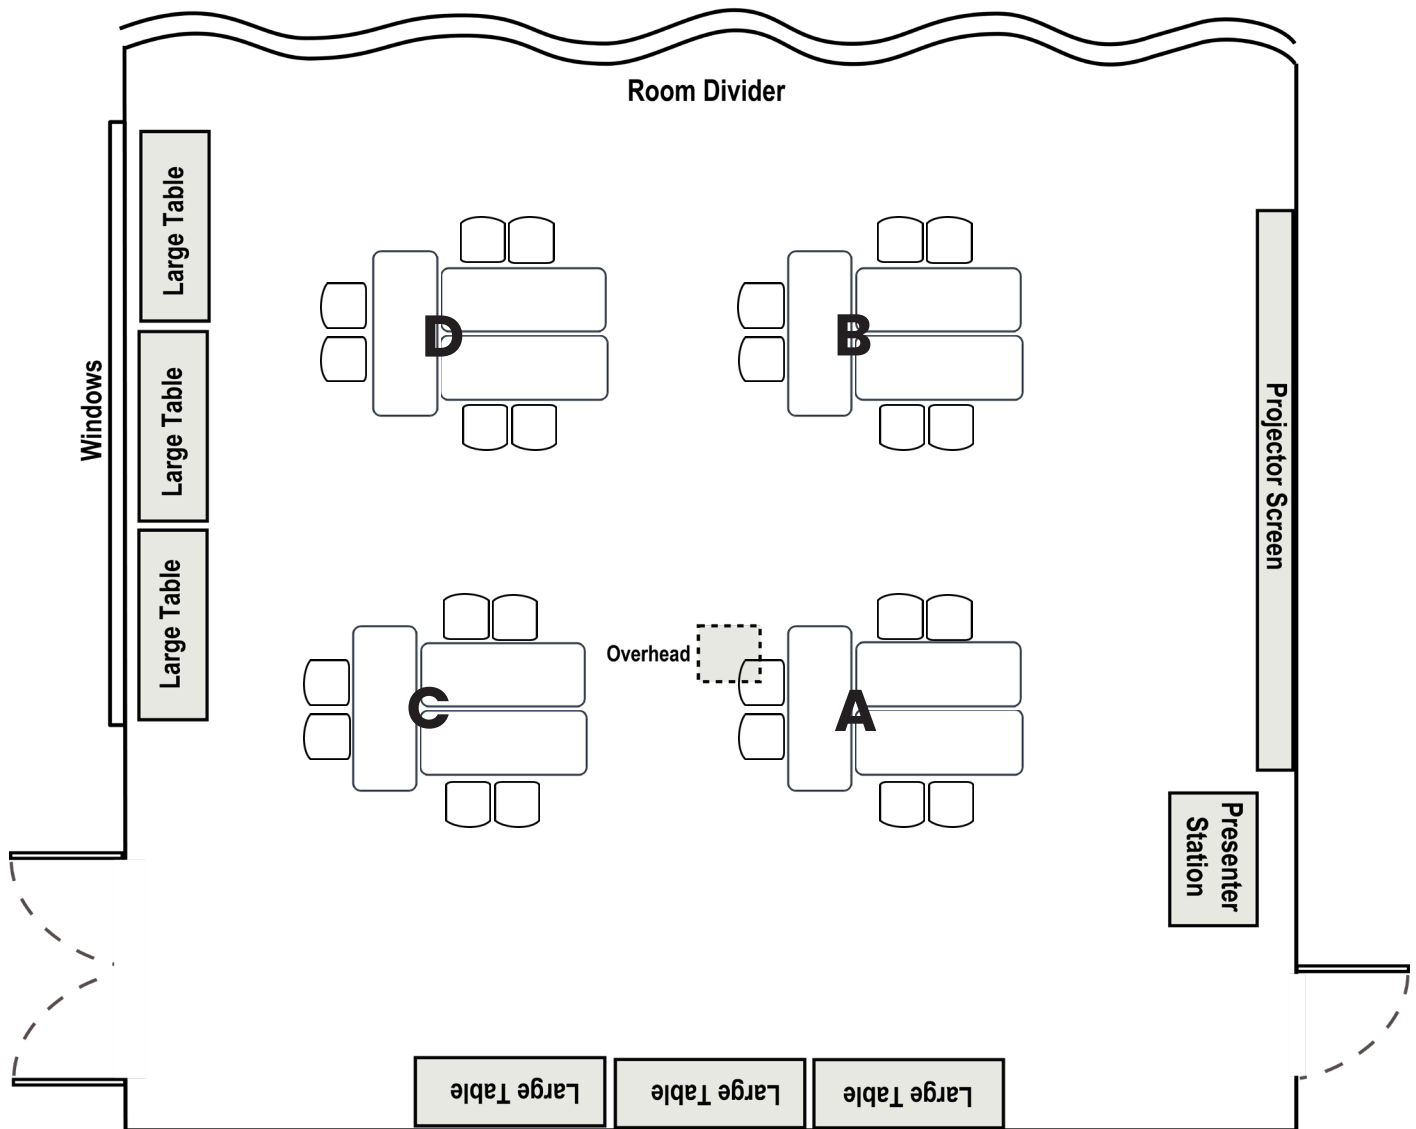 Room Divider
Large Table
Large Table
Large Table
Windows
D
B
Projector Screen
Overhead
C
A
Presenter
Station
Large Table
Large Table
Large Table